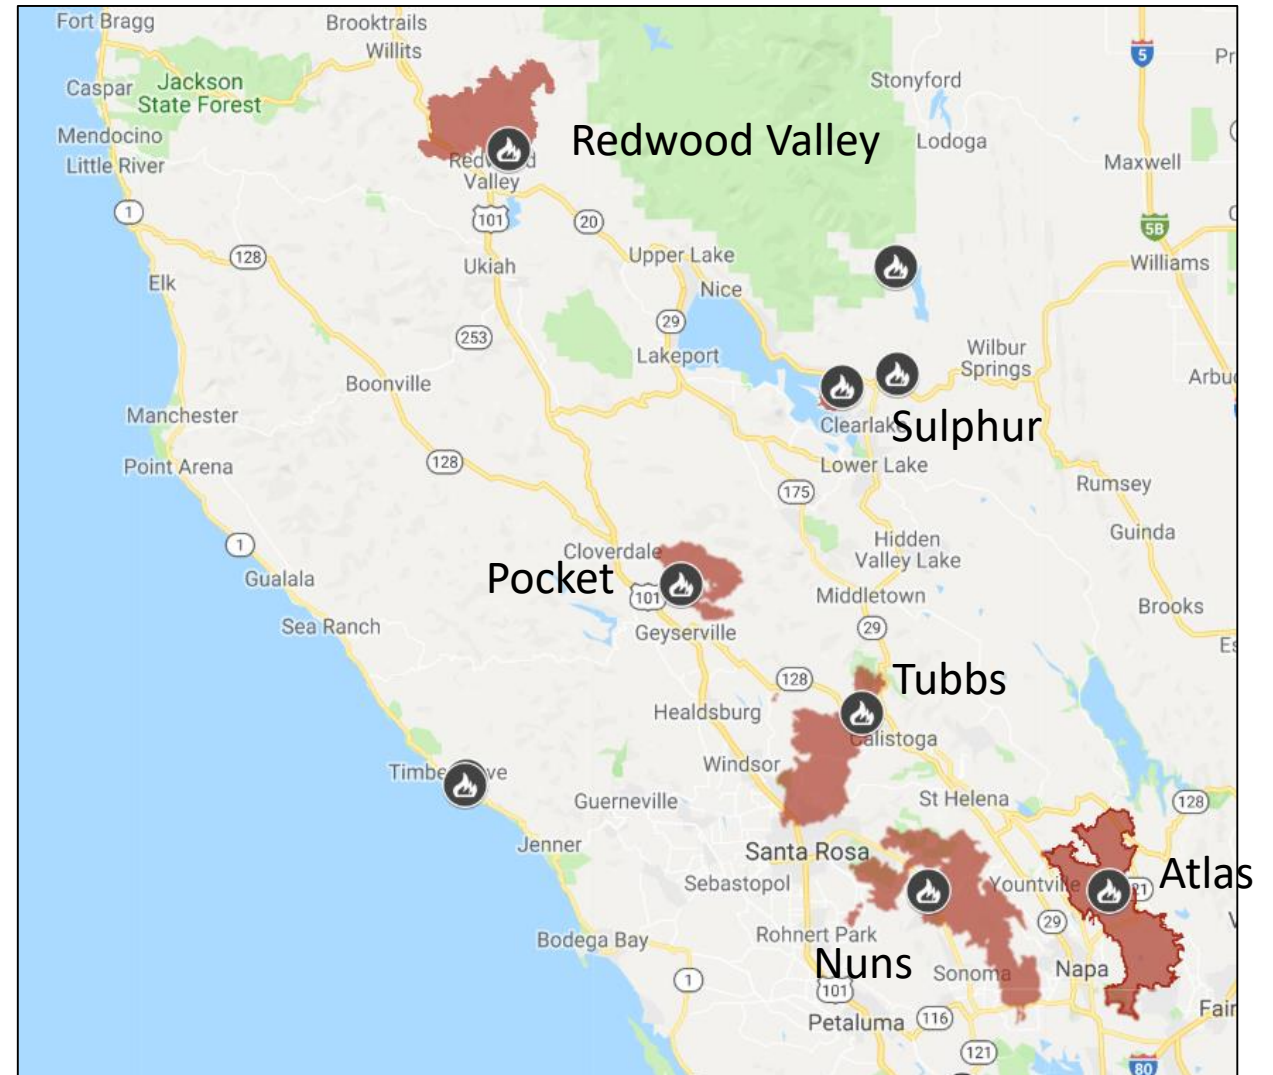 Fort Bragg
Brooktrails
Willits
5
Pr
Caspar
Jackson
State Forest
Stonyford
Mendocino
Little River
Redwood Valley
Lodoga
Maxwell
Valley
1
101
20
5B
128
Ukiah
Upper Lake
Williams
Elk
Nice
253
29
Lakeport
Wilbur
Springs
Boonville
Manchester
Clearlake
Sulphur
Point Arena
128
Lower Lake
175
Rumsey
1
Cloverdale
Hidden
Valley Lake
Guinda
Gualala
Pocket
101
Middletown
Brooks
Sea Ranch
Geyserville
29
128
Tubbs
Healdsburg
Calistoga
Windsor
Guerneville
St Helena
128
Jenner
Santa Rosa
Sebastopol
Yountville
Atlas
Rohnert Park
29
Bodega Bay
Nuns
Sonoma
Napa
1
101
Petaluma
116
Fair
121
80